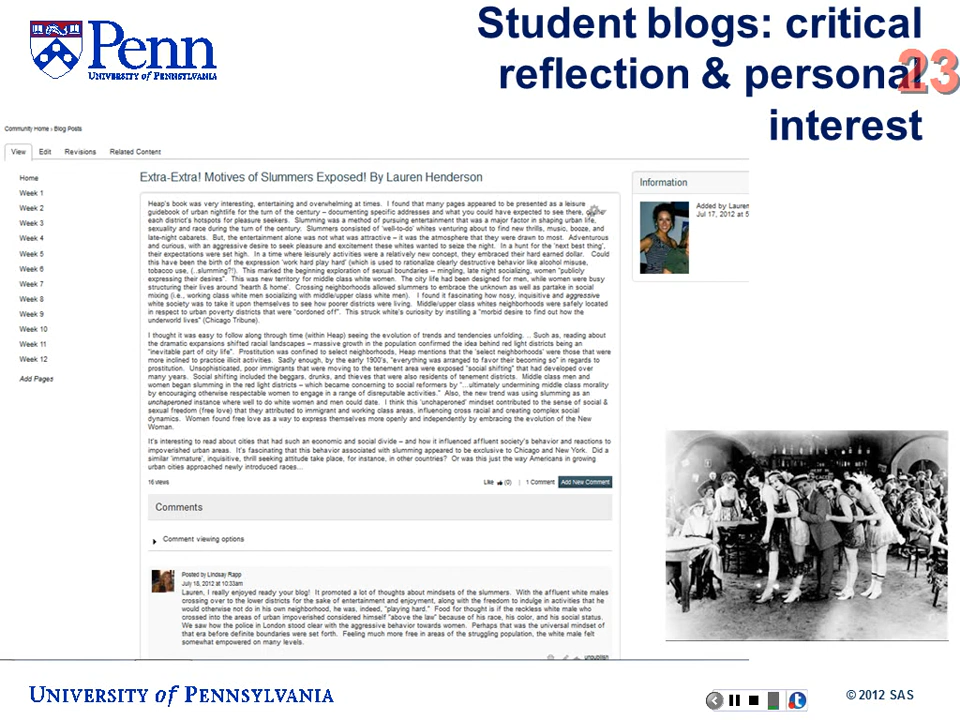 Penn
UNIVERSITY of PENNSYLVANIA
Student blogs: critical
reflection & personal
interest
23
Community Home › Blog Posts
View Edit Revisions Related Content
Home
Week 1
Week 2
Week 3
Week 4
Week 5
Week 6
Week 7
Week 8
Week 9
Week 10
Week 11
Week 12
Add Pages
Extra-Extra! Motives of Slummers Exposed! By Lauren Henderson
Heap's book was very interesting, entertaining and overwhelming at times. I found that many pages appeared to be presented as a leisure
guidebook of urban nightlife for the turn of the century – documenting specific addresses and what you could have expected to see there, given
each district's hotspots for pleasure seekers. Slumming was a method of pursuing entertainment that was a major factor in shaping urban life,
sexuality and race during the turn of the century. Slummers consisted of 'well-to-do' whites venturing about to find new thrills, music, booze, and
late-night cabarets. But, the entertainment alone was not what was attractive – it was the atmosphere that they were drawn to most. Adventurous
and curious, with an aggressive desire to seek pleasure and excitement these whites wanted to seize the night. In a hunt for the 'next best thing',
their expectations were set high. In a time where leisurely activities were a relatively new concept, they embraced their hard earned dollar. Could
this have been the birth of the expression 'work hard play hard' (which is used to rationalize clearly destructive behavior like alcohol misuse,
tobacco use, (..slumming?!). This marked the beginning exploration of sexual boundaries -- mingling, late night socializing, women "publicly
expressing their desires". This was new territory for middle class white women. The city life had been designed for men, while women were busy
structuring their lives around 'hearth & home'. Crossing neighborhoods allowed slummers to embrace the unknown as well as partake in social
mixing (i.e., working class white men socializing with middle/upper class white men). I found it fascinating how nosy, inquisitive and aggressive
white society was to take it upon themselves to see how poorer districts were living. Middle/upper class whites neighborhoods were safely located
in respect to urban poverty districts that were "cordoned off". This struck white's curiosity by instilling a "morbid desire to find out how the
underworld lives" (Chicago Tribune).
I thought it was easy to follow along through time (within Heap) seeing the evolution of trends and tendencies unfolding. .. Such as, reading about
the dramatic expansions shifted racial landscapes – massive growth in the population confirmed the idea behind red light districts being an
"inevitable part of city life". Prostitution was confined to select neighborhoods, Heap mentions that the 'select neighborhoods' were those that were
more inclined to practice illicit activities. Sadly enough, by the early 1900's, "everything was arranged to favor their becoming so" in regards to
prostitution. Unsophisticated, poor immigrants that were moving to the tenement area were exposed "social shifting" that had developed over
many years. Social shifting included the beggars, drunks, and thieves that were also residents of tenement districts. Middle class men and
women began slumming in the red light districts – which became concerning to social reformers by "...ultimately undermining middle class morality
by encouraging otherwise respectable women to engage in a range of disreputable activities." Also, the new trend was using slumming as an
unchaperoned instance where well to do white women and men could date. I think this 'unchaperoned' mindset contributed to the sense of social &
sexual freedom (free love) that they attributed to immigrant and working class areas, influencing cross racial and creating complex social
dynamics. Women found free love as a way to express themselves more openly and independently by embracing the evolution of the New
Woman.
It's interesting to read about cities that had such an economic and social divide – and how it influenced affluent society's behavior and reactions to
impoverished urban areas. It's fascinating that this behavior associated with slumming appeared to be exclusive to Chicago and New York. Did a
similar 'immature', inquisitive, thrill seeking attitude take place, for instance, in other countries? Or was this just the way Americans in growing
urban cities approached newly introduced races...
16 views Like (0) | 1 Comment Add New Comment
Comments
Comment viewing options
Posted by Lindsay Rapp
July 18, 2012 at 10:33am
Lauren, I really enjoyed ready your blog! It promoted a lot of thoughts about mindsets of the slummers. With the affluent white males
crossing over to the lower districts for the sake of entertainment and enjoyment, along with the freedom to indulge in activities that he
would otherwise not do in his own neighborhood, he was, indeed, "playing hard." Food for thought is if the reckless white male who
crossed into the areas of urban impoverished considered himself "above the law" because of his race, his color, and his social status.
We saw how the police in London stood clear with the aggressive behavior towards women. Perhaps that was the universal mindset of
that era before definite boundaries were set forth. Feeling much more free in areas of the struggling population, the white male felt
somewhat empowered on many levels.
unpublish
Information
Added by Lauren
Jul 17, 2012 at 5
UNIVERSITY of PENNSYLVANIA
© 2012 SAS